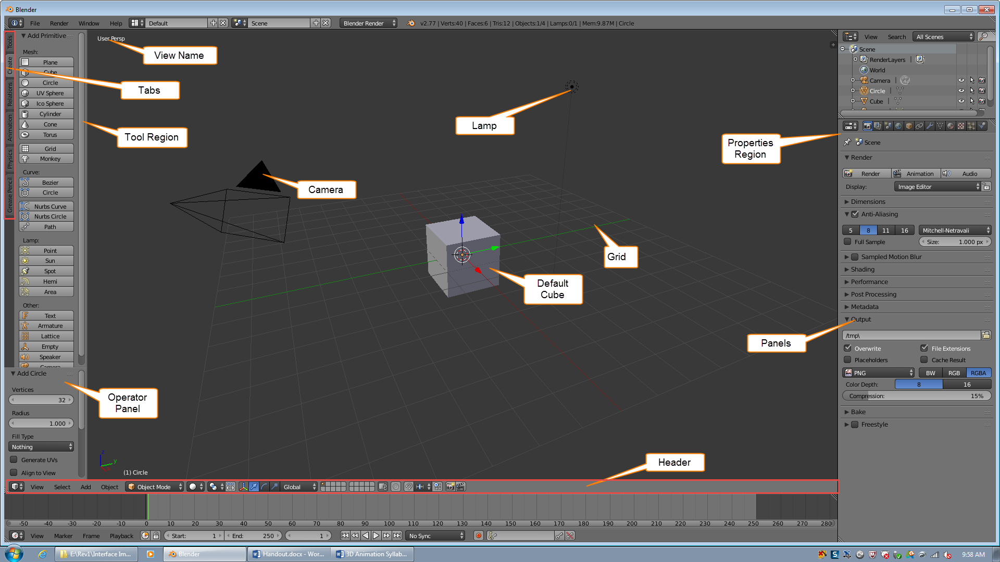 Blender
File Render Window Help Default Scene Blender Render v2.77 | Verts:40 | Faces:6 | Tris:12 | Objects:1/4 | Lamps:0/1 | Mem:9.87M | Circle
Tools
Create
Relations
Animation
Physics
Grease Pencil
Add Primitive
Mesh:
Plane
Cube
Circle
UV Sphere
Ico Sphere
Cylinder
Cone
Torus
Grid
Monkey
Curve:
Bezier
Circle
Nurbs Curve
Nurbs Circle
Path
Lamp:
Point
Sun
Spot
Hemi
Area
Other:
Text
Armature
Lattice
Empty
Speaker
Camera
Add Circle
Vertices
32
Radius
1.000
Fill Type
Nothing
Generate UVs
Align to View
User Persp
View Name
Tabs
Tool Region
Lamp
Camera
Grid
Default
Cube
Properties
Region
Panels
Operator
Panel
Header
z
y
(1) Circle
View Search All Scenes
Scene
RenderLayers
World
Camera
Circle
Cube
Scene
Render
Render Animation Audio
Display: Image Editor
Dimensions
Anti-Aliasing
5 8 11 16 Mitchell-Netravali
Full Sample Size: 1.000 px
Sampled Motion Blur
Shading
Performance
Post Processing
Metadata
Output
/tmp\
Overwrite File Extensions
Placeholders Cache Result
PNG BW RGB RGBA
Color Depth: 8 16
Compression: 15%
Bake
Freestyle
View Select Add Object Object Mode Global
-50 -40 -30 -20 -10 0 10 20 30 40 50 60 70 80 90 100 110 120 130 140 150 160 170 180 190 200 210 220 230 240 250 260 270 280
View Marker Frame Playback Start: 1 End: 250 1 No Sync
E:\Rev1\Interface Im... Blender Handout.docx - Wor... 3D Animation Syllab... 9:58 AM